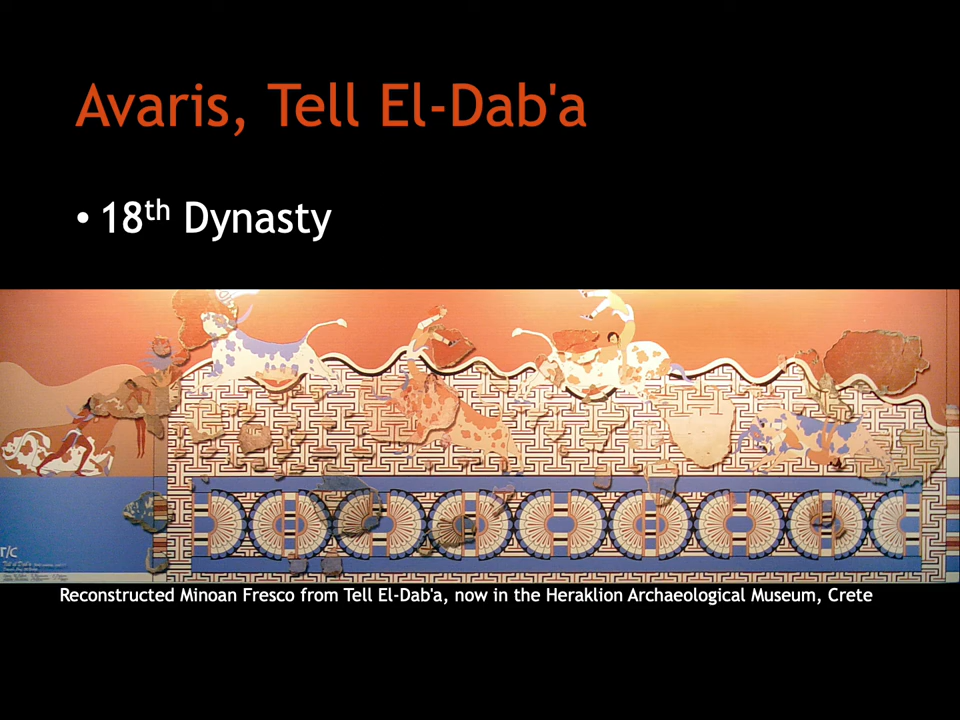 Avaris, Tell El-Dab'a
• 18th Dynasty
T/C
Reconstructed Minoan Fresco from Tell El-Dab'a, now in the Heraklion Archaeological Museum, Crete